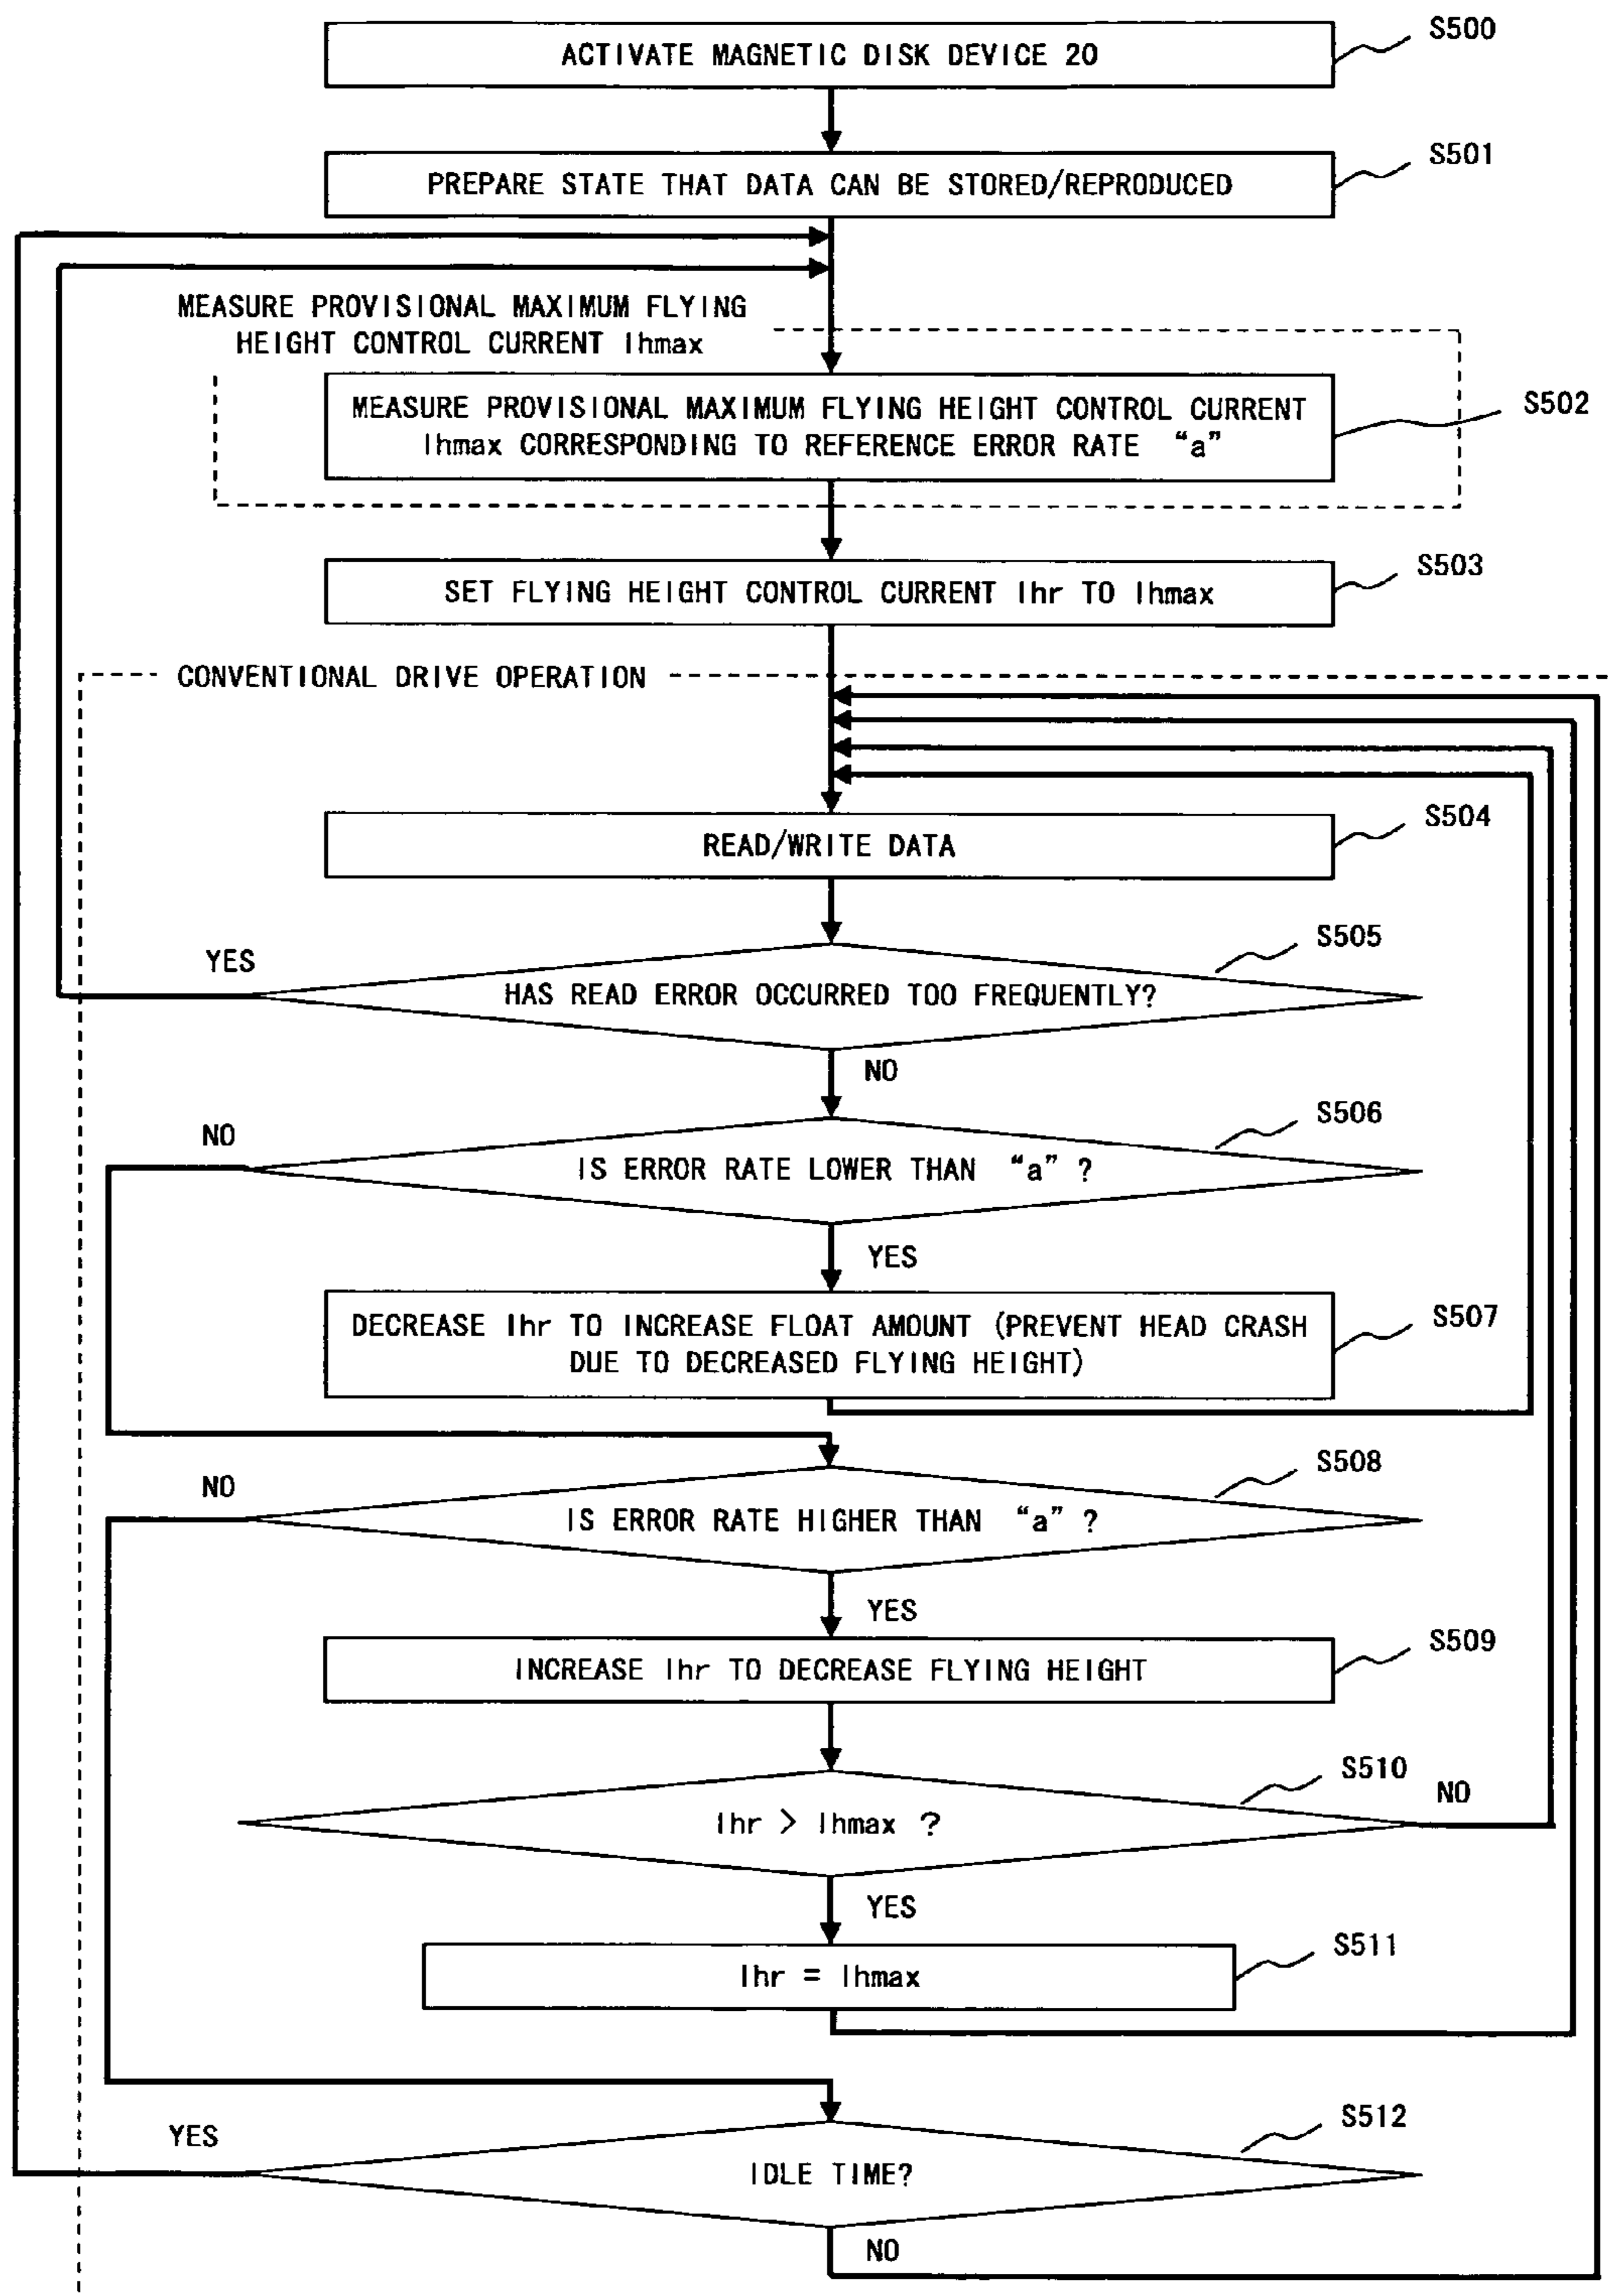 S500
ACTIVATE MAGNETIC DISK DEVICE 20
S501
PREPARE STATE THAT DATA CAN BE STORED/REPRODUCED
MEASURE PROVISIONAL MAXIMUM FLYING
HEIGHT CONTROL CURRENT Ihmax
S502
MEASURE PROVISIONAL MAXIMUM FLYING HEIGHT CONTROL CURRENT
Ihmax CORRESPONDING TO REFERENCE ERROR RATE “a”
S503
SET FLYING HEIGHT CONTROL CURRENT Ihr TO Ihmax
CONVENTIONAL DRIVE OPERATION
S504
READ/WRITE DATA
S505
YES
HAS READ ERROR OCCURRED TOO FREQUENTLY?
NO
S506
NO
IS ERROR RATE LOWER THAN “a” ?
YES
S507
DECREASE Ihr TO INCREASE FLOAT AMOUNT (PREVENT HEAD CRASH
DUE TO DECREASED FLYING HEIGHT)
S508
NO
IS ERROR RATE HIGHER THAN “a” ?
YES
S509
INCREASE Ihr TO DECREASE FLYING HEIGHT
S510
NO
Ihr > Ihmax ?
YES
S511
Ihr = Ihmax
S512
YES
IDLE TIME?
NO